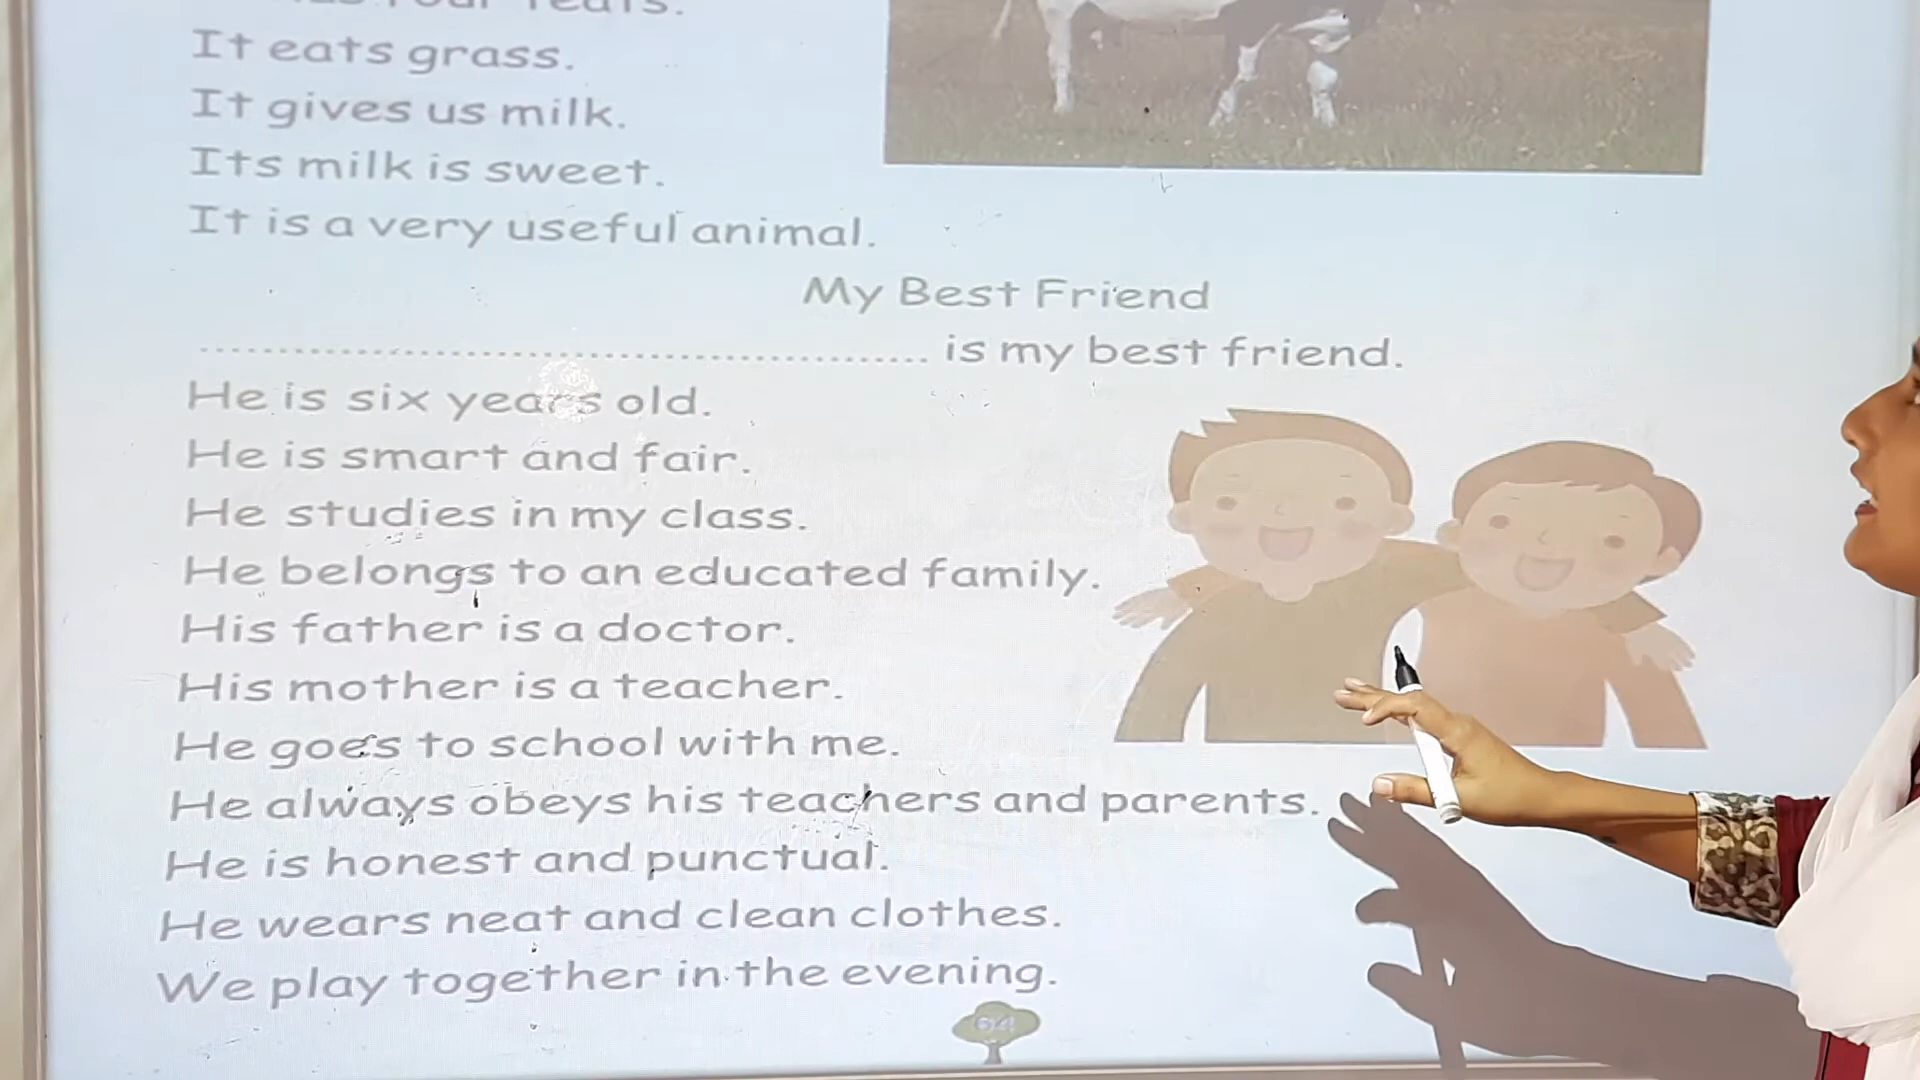 It eats grass.
It gives us milk.
Its milk is sweet.
It is a very useful animal.
My Best Friend
........................................ is my best friend.
He is six years old.
He is smart and fair.
He studies in my class.
He belongs to an educated family.
His father is a doctor.
His mother is a teacher.
He goes to school with me.
He always obeys his teachers and parents.
He is honest and punctual.
He wears neat and clean clothes.
We play together in the evening.